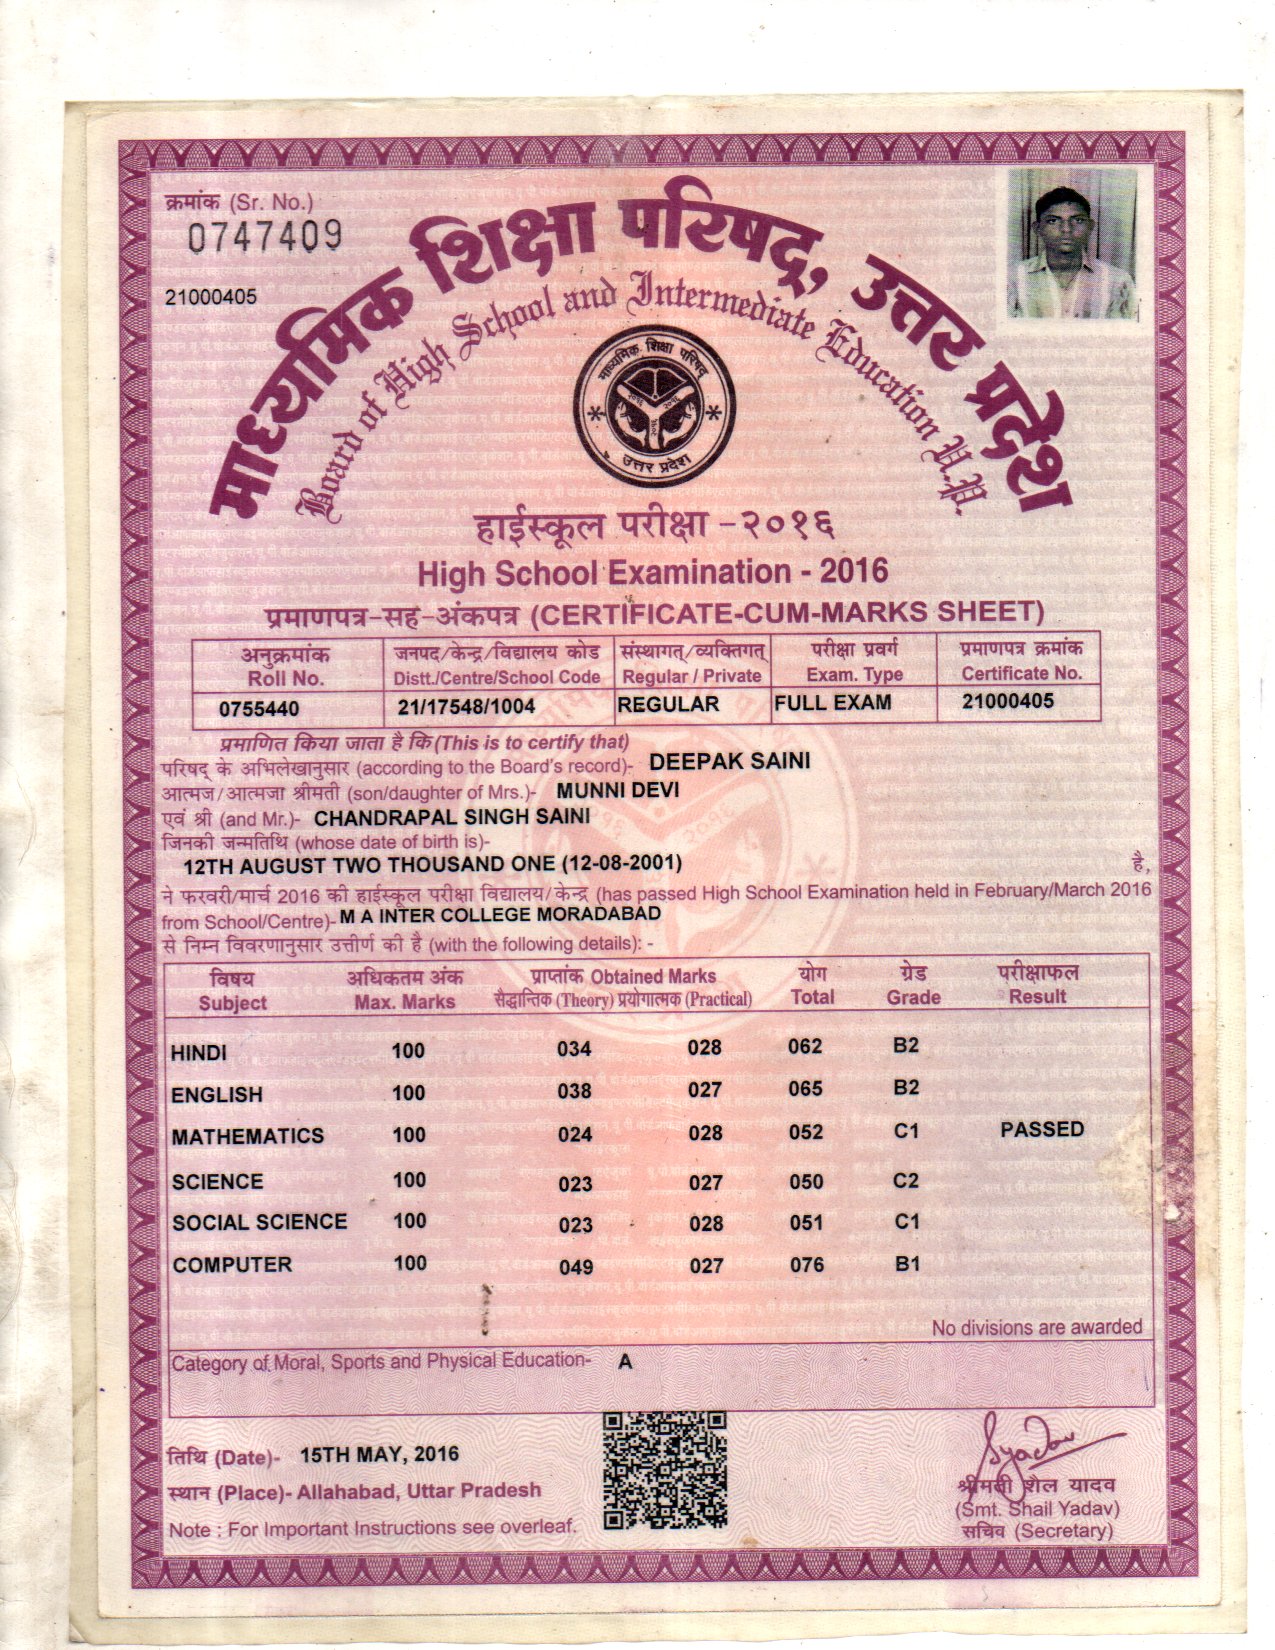 क्रमांक (Sr. No.)
0747409
21000405
माध्यमिक शिक्षा परिषद्, उत्तर प्रदेश
Board of High School and Intermediate Education U.P.
माध्यमिक शिक्षा परिषद्
२०१६ २०१६
२०१६
उत्तर प्रदेश
हाईस्कूल परीक्षा -२०१६
High School Examination - 2016
प्रमाणपत्र-सह-अंकपत्र (CERTIFICATE-CUM-MARKS SHEET)
अनुक्रमांक जनपद/केन्द्र/विद्यालय कोड संस्थागत्/व्यक्तिगत् परीक्षा प्रवर्ग प्रमाणपत्र क्रमांक
Roll No. Distt./Centre/School Code Regular / Private Exam. Type Certificate No.
0755440 21/17548/1004 REGULAR FULL EXAM 21000405
प्रमाणित किया जाता है कि (This is to certify that)
परिषद् के अभिलेखानुसार (according to the Board's record)- DEEPAK SAINI
आत्मज/आत्मजा श्रीमती (son/daughter of Mrs.)- MUNNI DEVI
एवं श्री (and Mr.)- CHANDRAPAL SINGH SAINI
जिनकी जन्मतिथि (whose date of birth is)-
12TH AUGUST TWO THOUSAND ONE (12-08-2001) है,
ने फरवरी/मार्च 2016 की हाईस्कूल परीक्षा विद्यालय/केन्द्र (has passed High School Examination held in February/March 2016
from School/Centre)- M A INTER COLLEGE MORADABAD
से निम्न विवरणानुसार उत्तीर्ण की है (with the following details): -
विषय अधिकतम अंक प्राप्तांक Obtained Marks योग ग्रेड परीक्षाफल
Subject Max. Marks सैद्धान्तिक (Theory) प्रयोगात्मक (Practical) Total Grade Result
HINDI 100 034 028 062 B2
ENGLISH 100 038 027 065 B2
MATHEMATICS 100 024 028 052 C1 PASSED
SCIENCE 100 023 027 050 C2
SOCIAL SCIENCE 100 023 028 051 C1
COMPUTER 100 049 027 076 B1
No divisions are awarded
Category of Moral, Sports and Physical Education- A
तिथि (Date)- 15TH MAY, 2016
स्थान (Place)- Allahabad, Uttar Pradesh
Note : For Important Instructions see overleaf.
Syadav
श्रीमती शैल यादव
(Smt. Shail Yadav)
सचिव (Secretary)